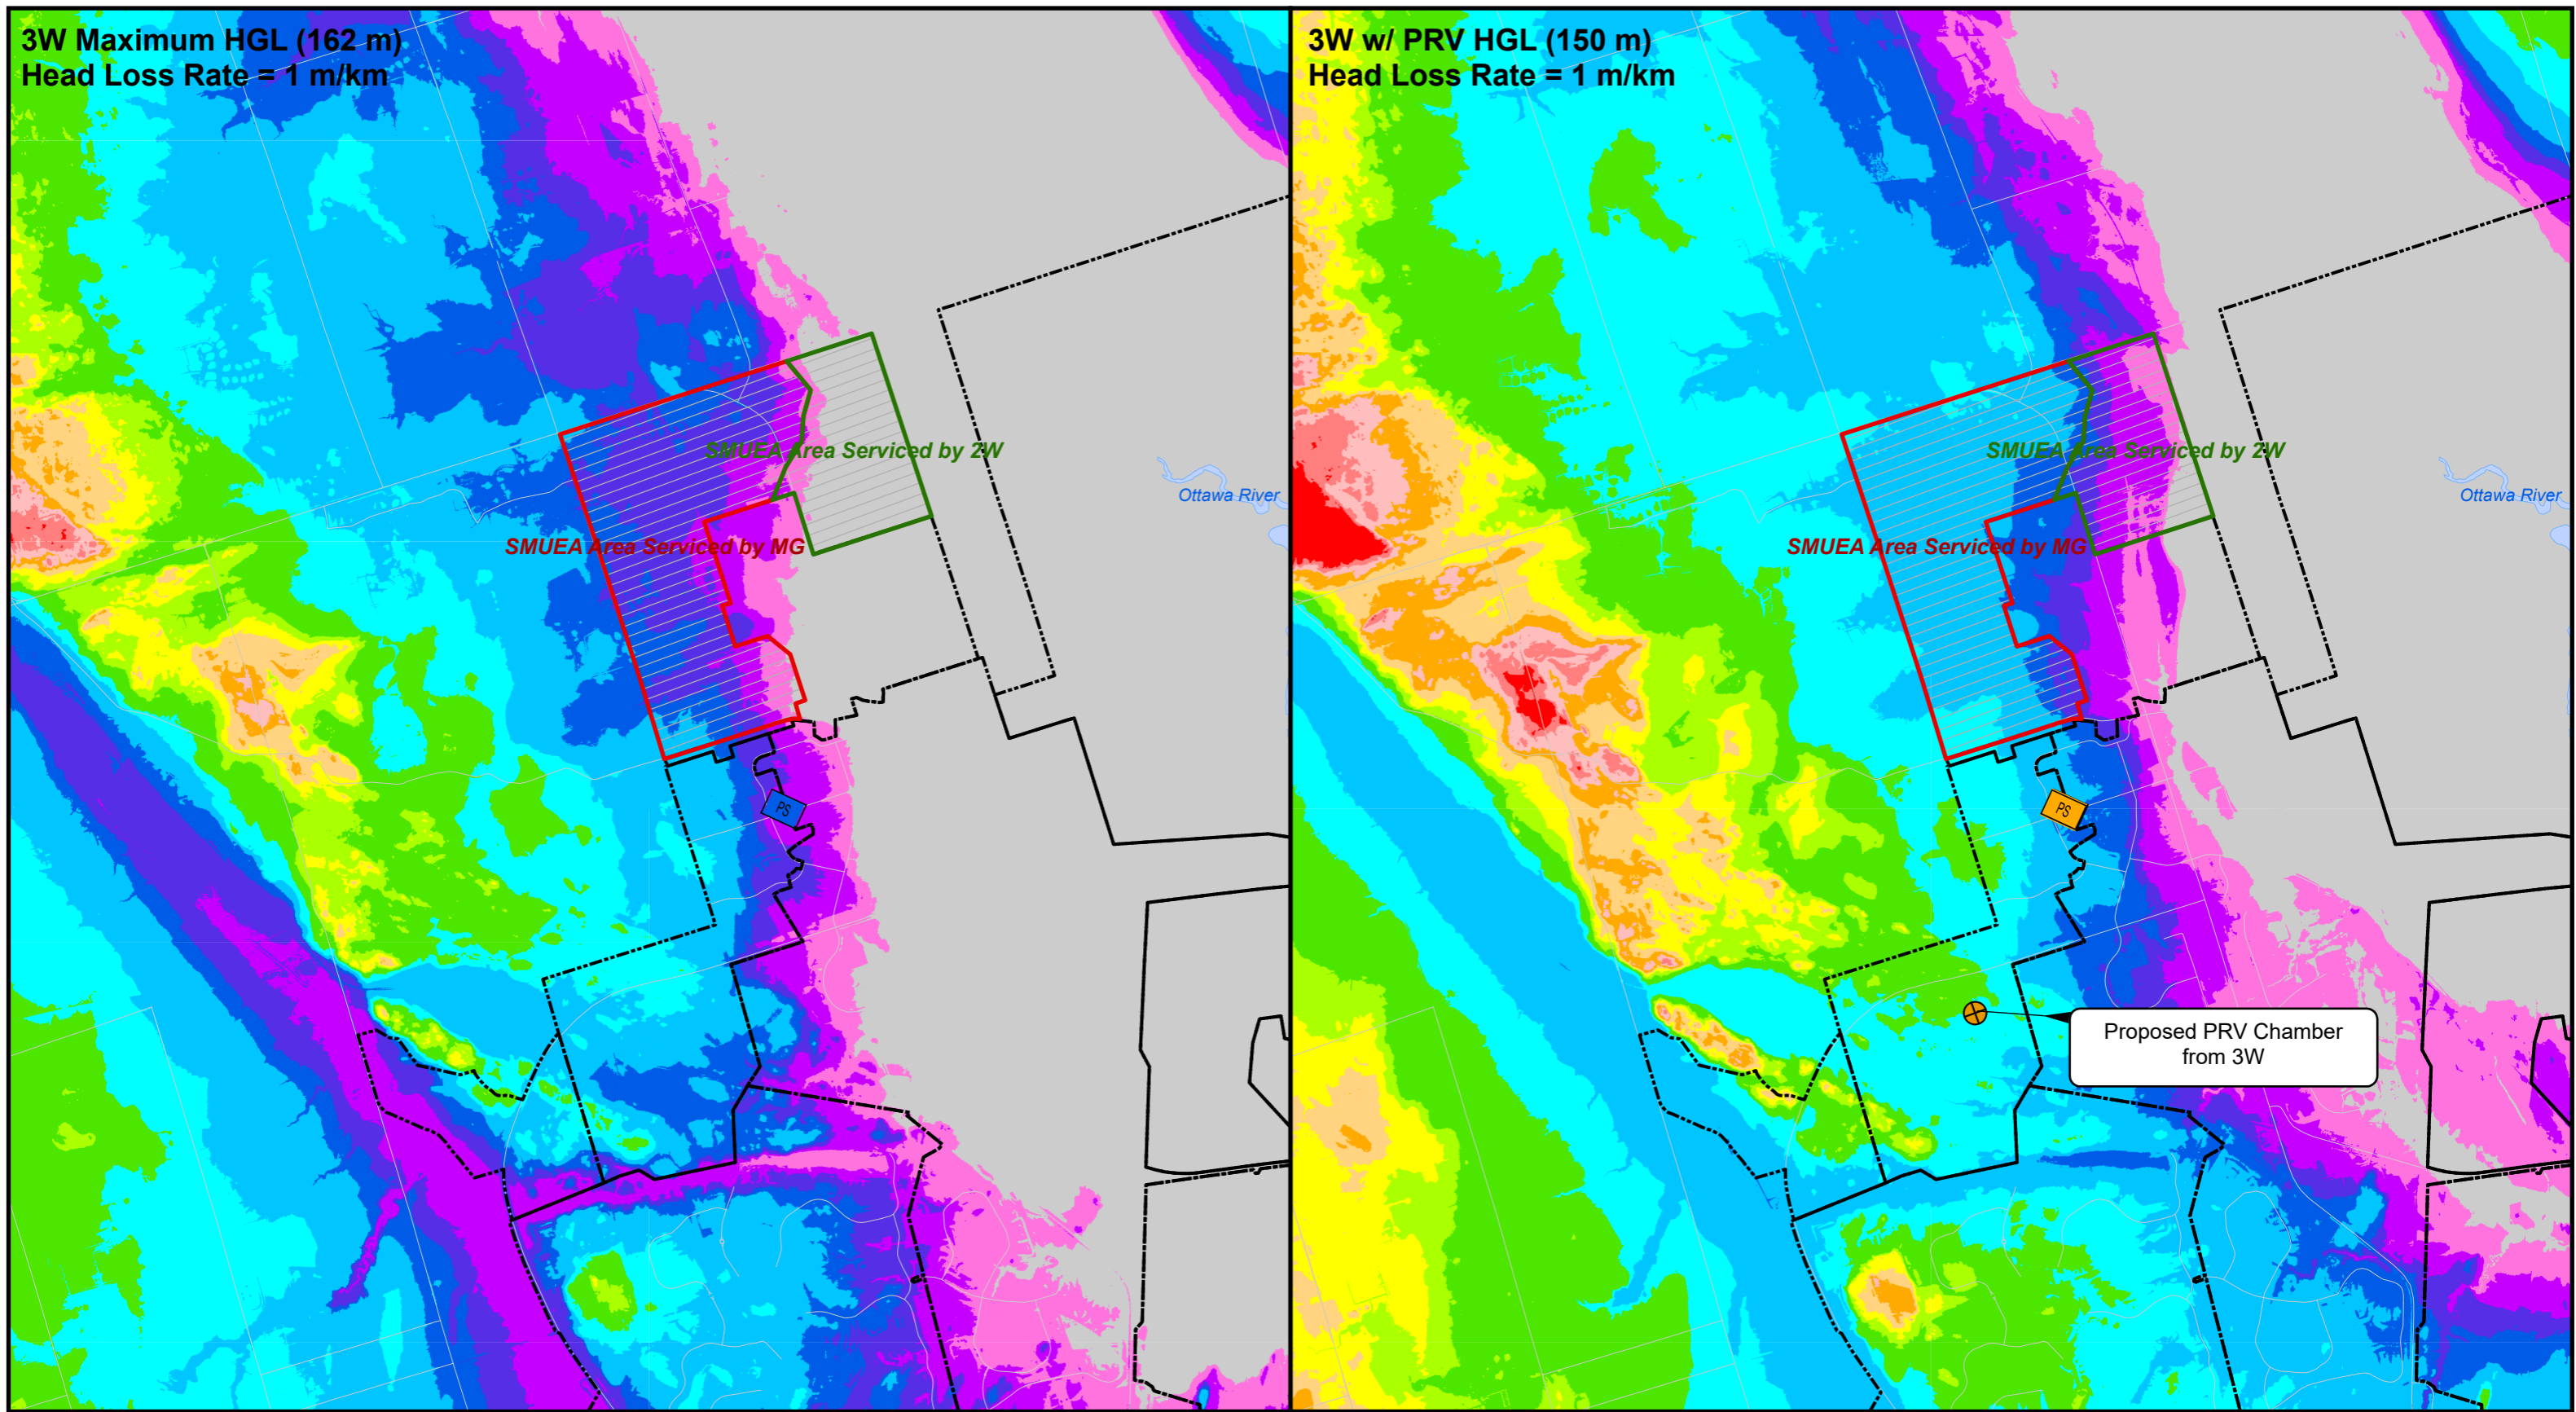 3W Maximum HGL (162 m)
Head Loss Rate = 1 m/km
SMUEA Area Serviced by 2W
Ottawa River
SMUEA Area Serviced by MG
PS
3W w/ PRV HGL (150 m)
Head Loss Rate = 1 m/km
SMUEA Area Serviced by 2W
Ottawa River
SMUEA Area Serviced by MG
PS
Proposed PRV Chamber
from 3W